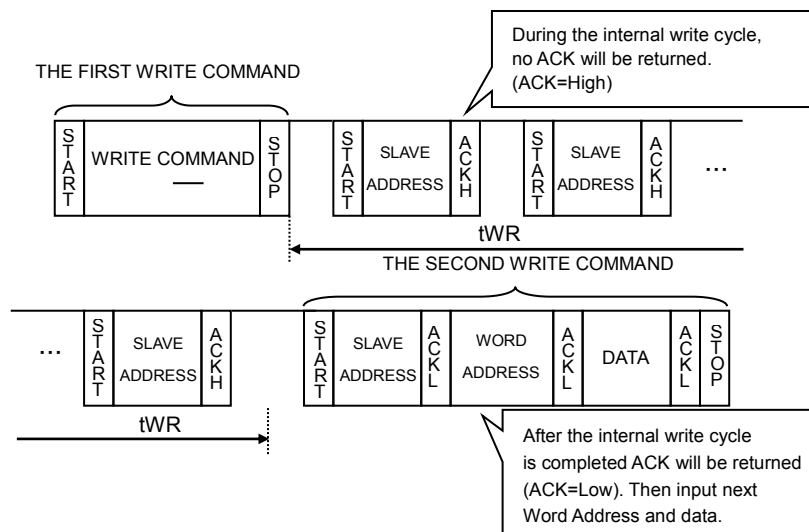 During the internal write cycle,
no ACK will be returned.
(ACK=High)
THE FIRST WRITE COMMAND
START
WRITE COMMAND
STOP
START
SLAVE
ADDRESS
ACKH
START
SLAVE
ADDRESS
ACKH
...
tWR
THE SECOND WRITE COMMAND
...
START
SLAVE
ADDRESS
ACKH
START
SLAVE
ADDRESS
ACKL
WORD
ADDRESS
ACKL
DATA
ACKL
STOP
tWR
After the internal write cycle
is completed ACK will be returned
(ACK=Low). Then input next
Word Address and data.